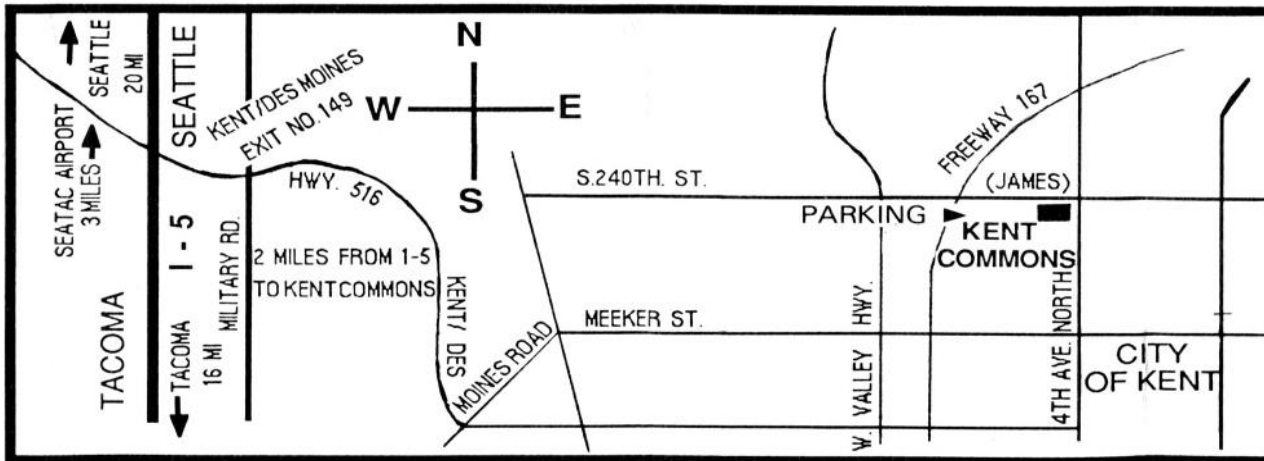 SEATTLE
20 MI
SEATAC AIRPORT
3 MILES
TACOMA
SEATTLE
I - 5
TACOMA
16 MI
MILITARY RD.
KENT/DES MOINES
EXIT NO. 149
HWY. 516
2 MILES FROM 1-5
TO KENT COMMONS
N
W E
S
KENT/ DES
MOINES ROAD
S.240TH. ST.
(JAMES)
MEEKER ST.
W. VALLEY HWY.
FREEWAY 167
PARKING
KENT
COMMONS
4TH AVE. NORTH
CITY
OF KENT